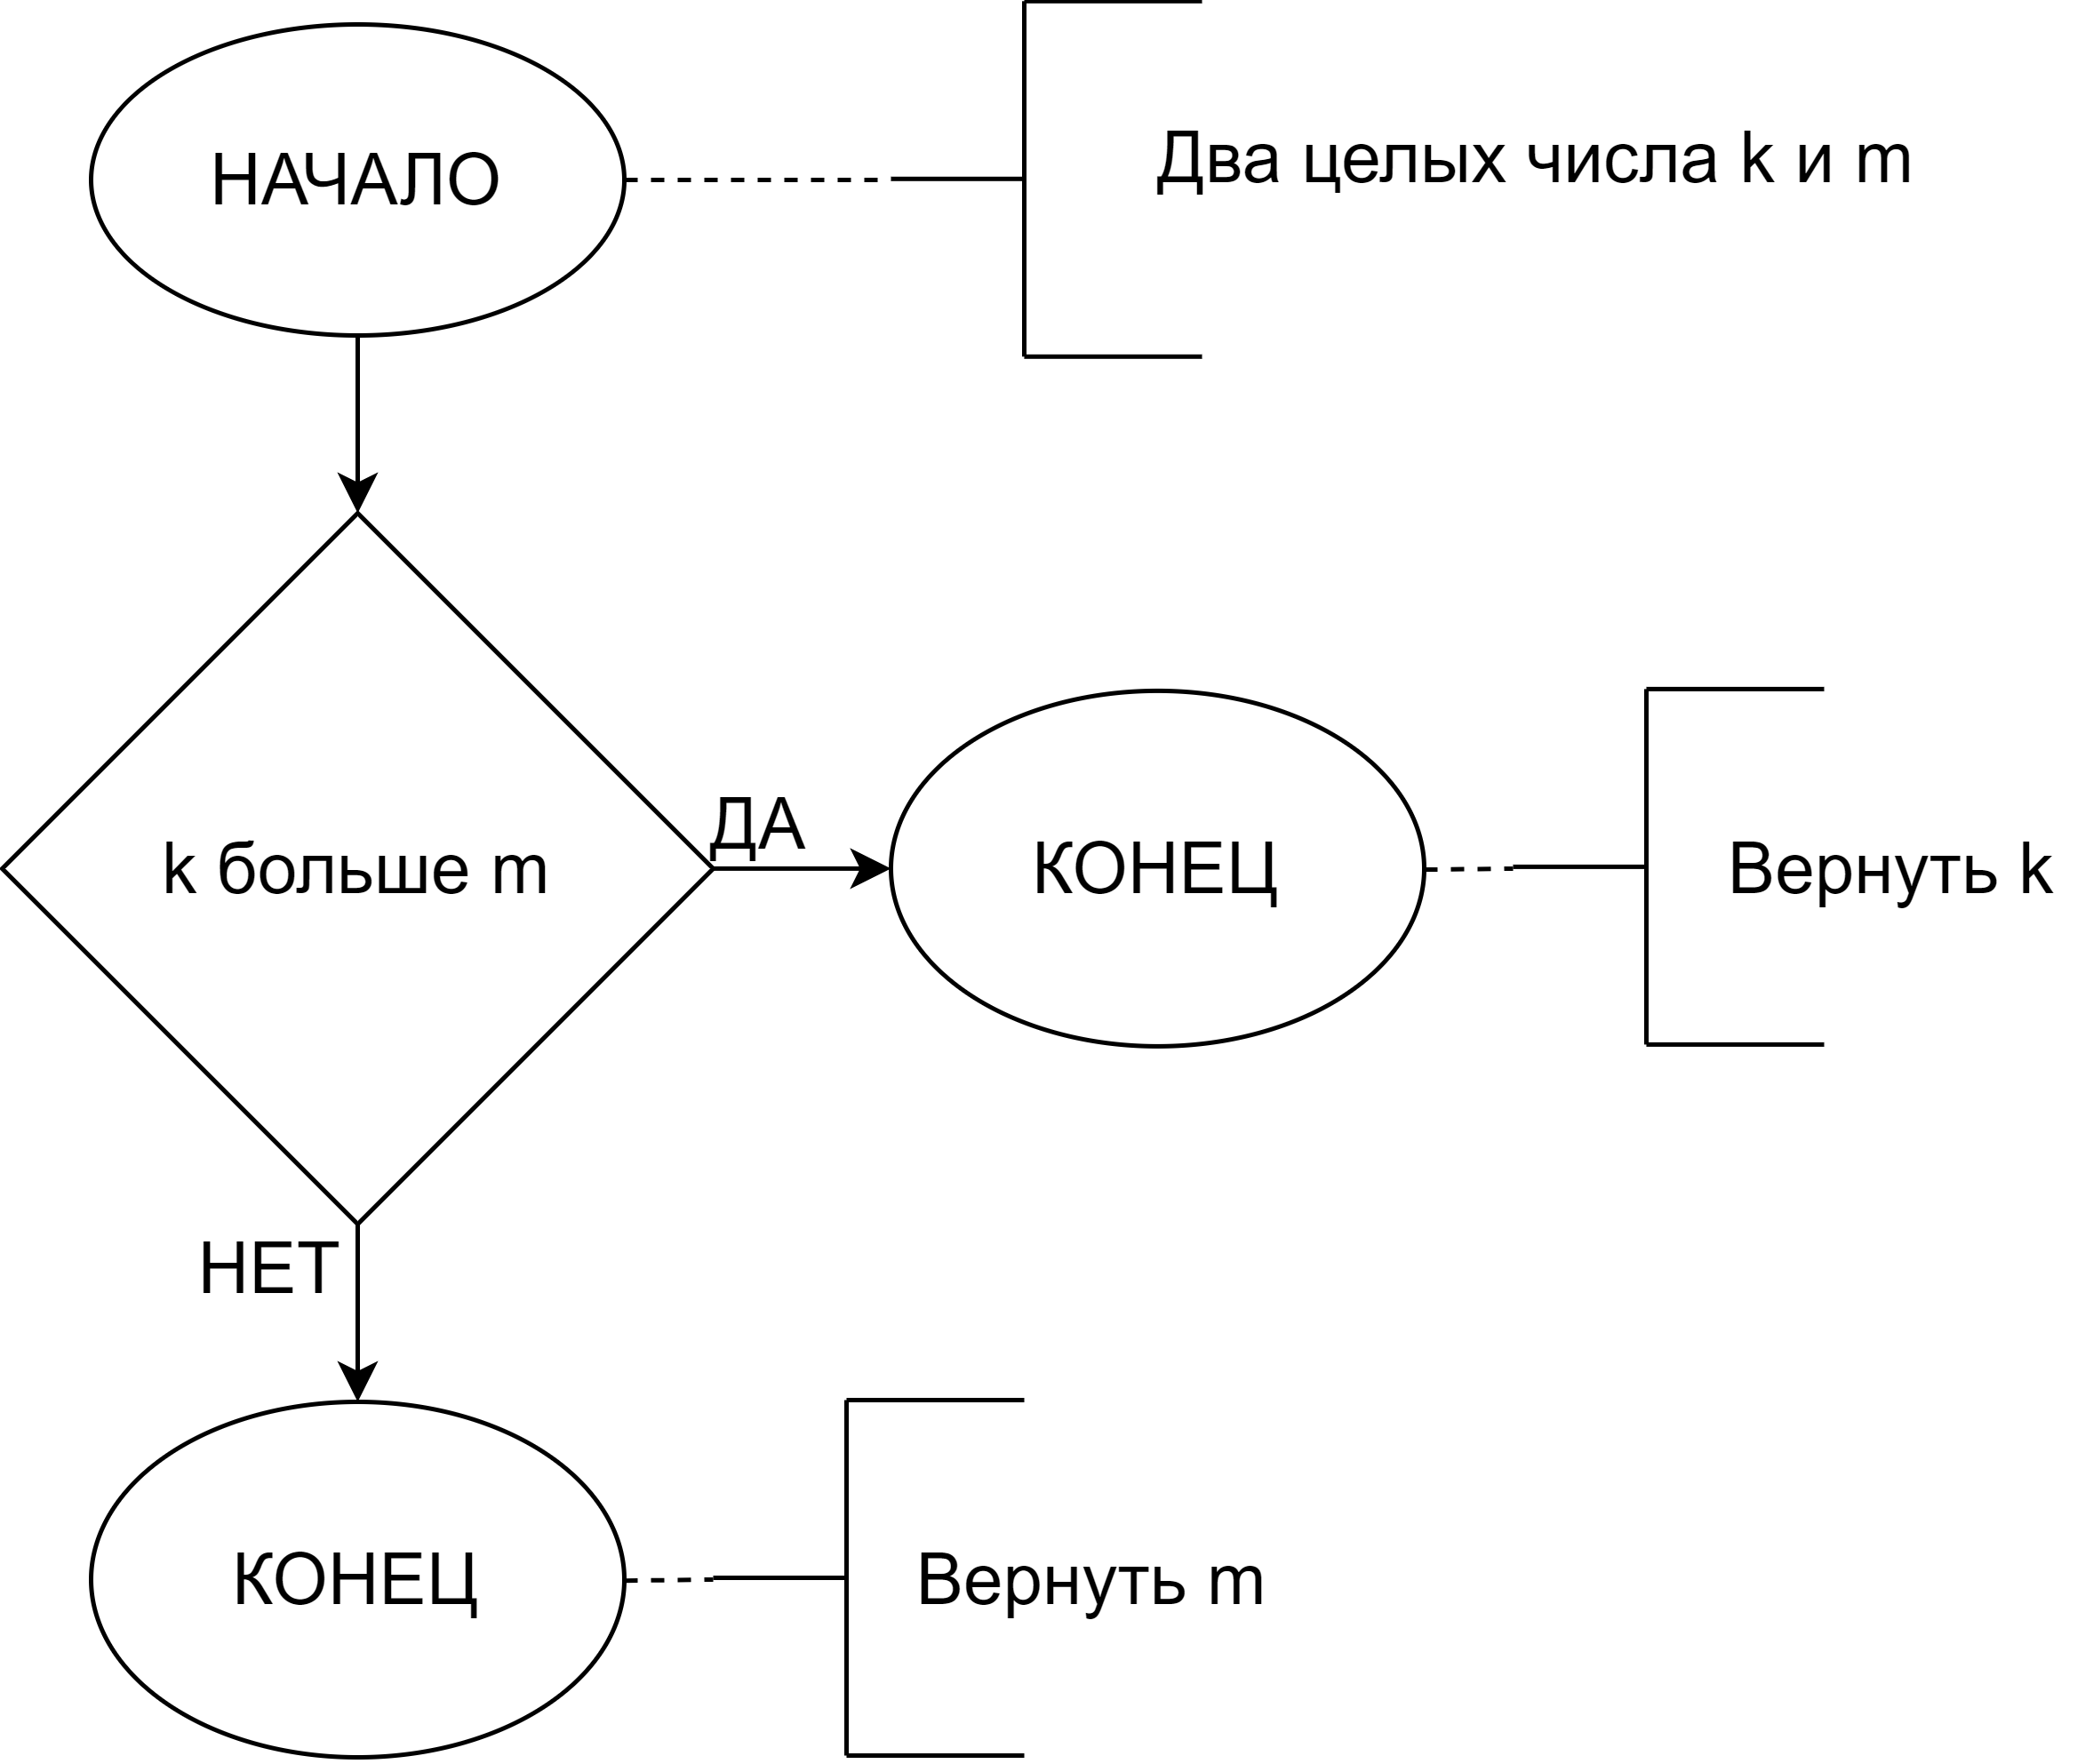 НАЧАЛО
Два целых числа k и m
k больше m
ДА
КОНЕЦ
Вернуть k
НЕТ
КОНЕЦ
Вернуть m